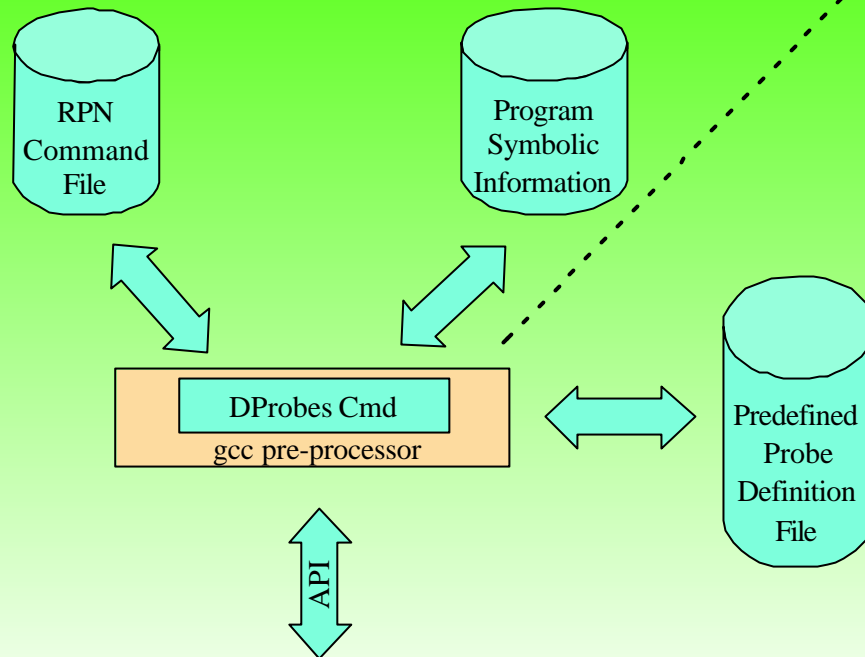 RPN
Command
File
Program
Symbolic
Information
DProbes Cmd
gcc pre-processor
Predefined
Probe
Definition
File
API